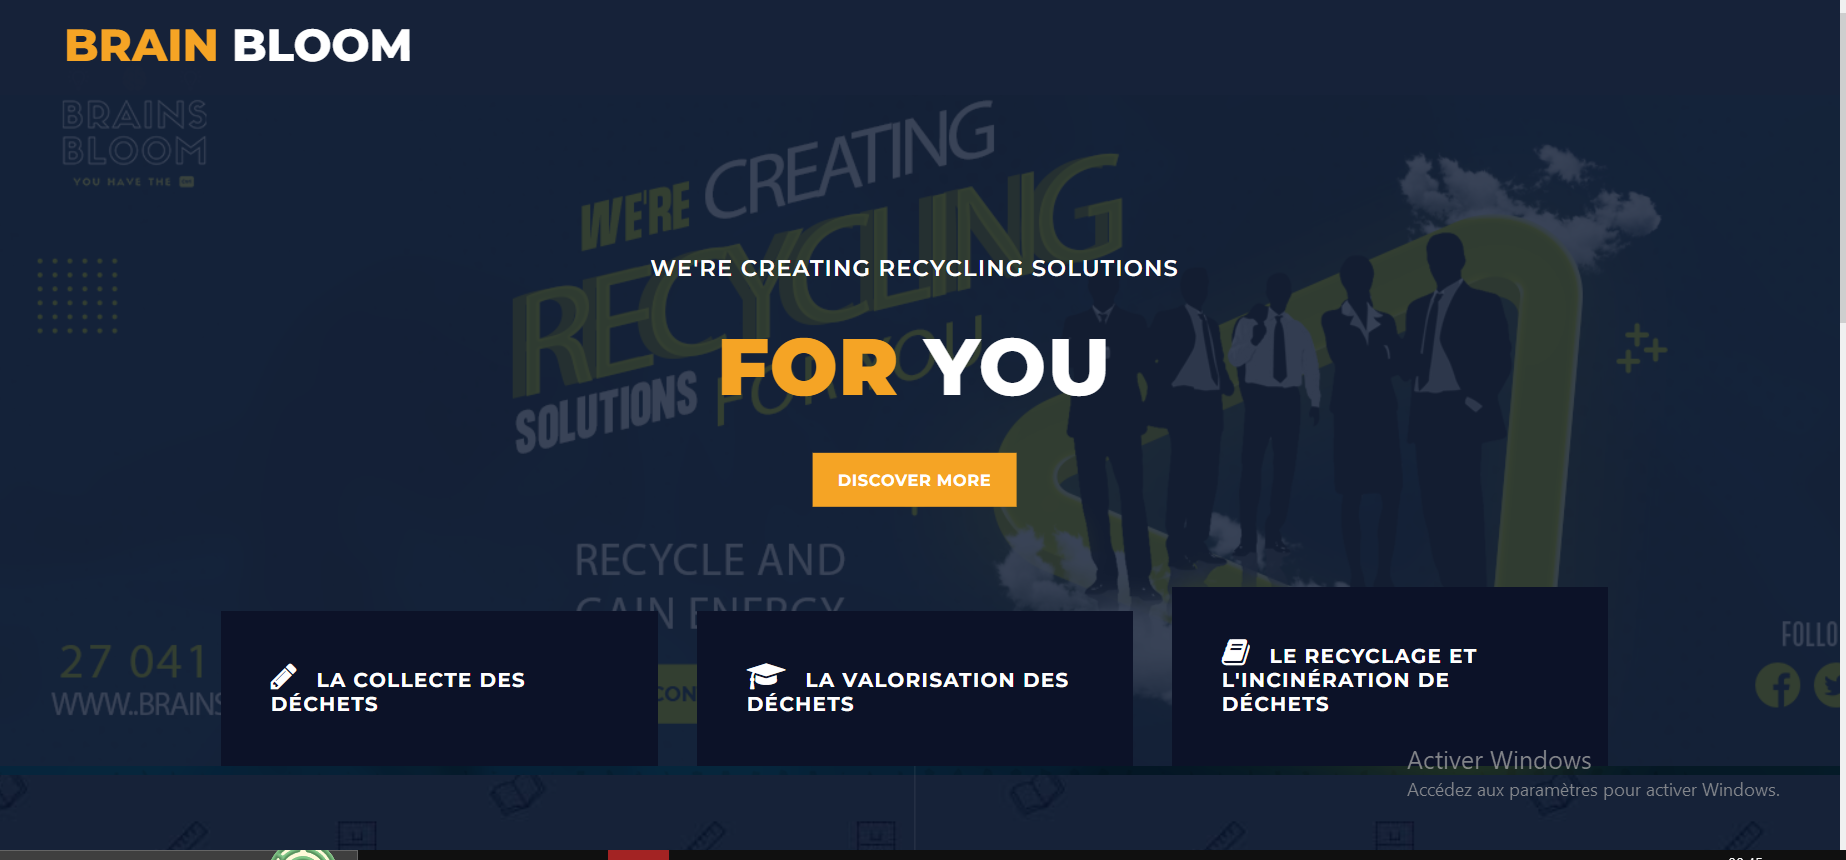 BRAIN BLOOM
BRAINS
BLOOM
YOU HAVE THE
WE'RE CREATING
RECYCLING
SOLUTIONS FOR YOU
WE'RE CREATING RECYCLING SOLUTIONS
FOR YOU
DISCOVER MORE
RECYCLE AND
GAIN ENERGY
27 041
WWW..BRAINS
CON
FOLLO
LA COLLECTE DES
DÉCHETS
LA VALORISATION DES
DÉCHETS
LE RECYCLAGE ET
L'INCINÉRATION DE
DÉCHETS
Activer Windows
Accédez aux paramètres pour activer Windows.